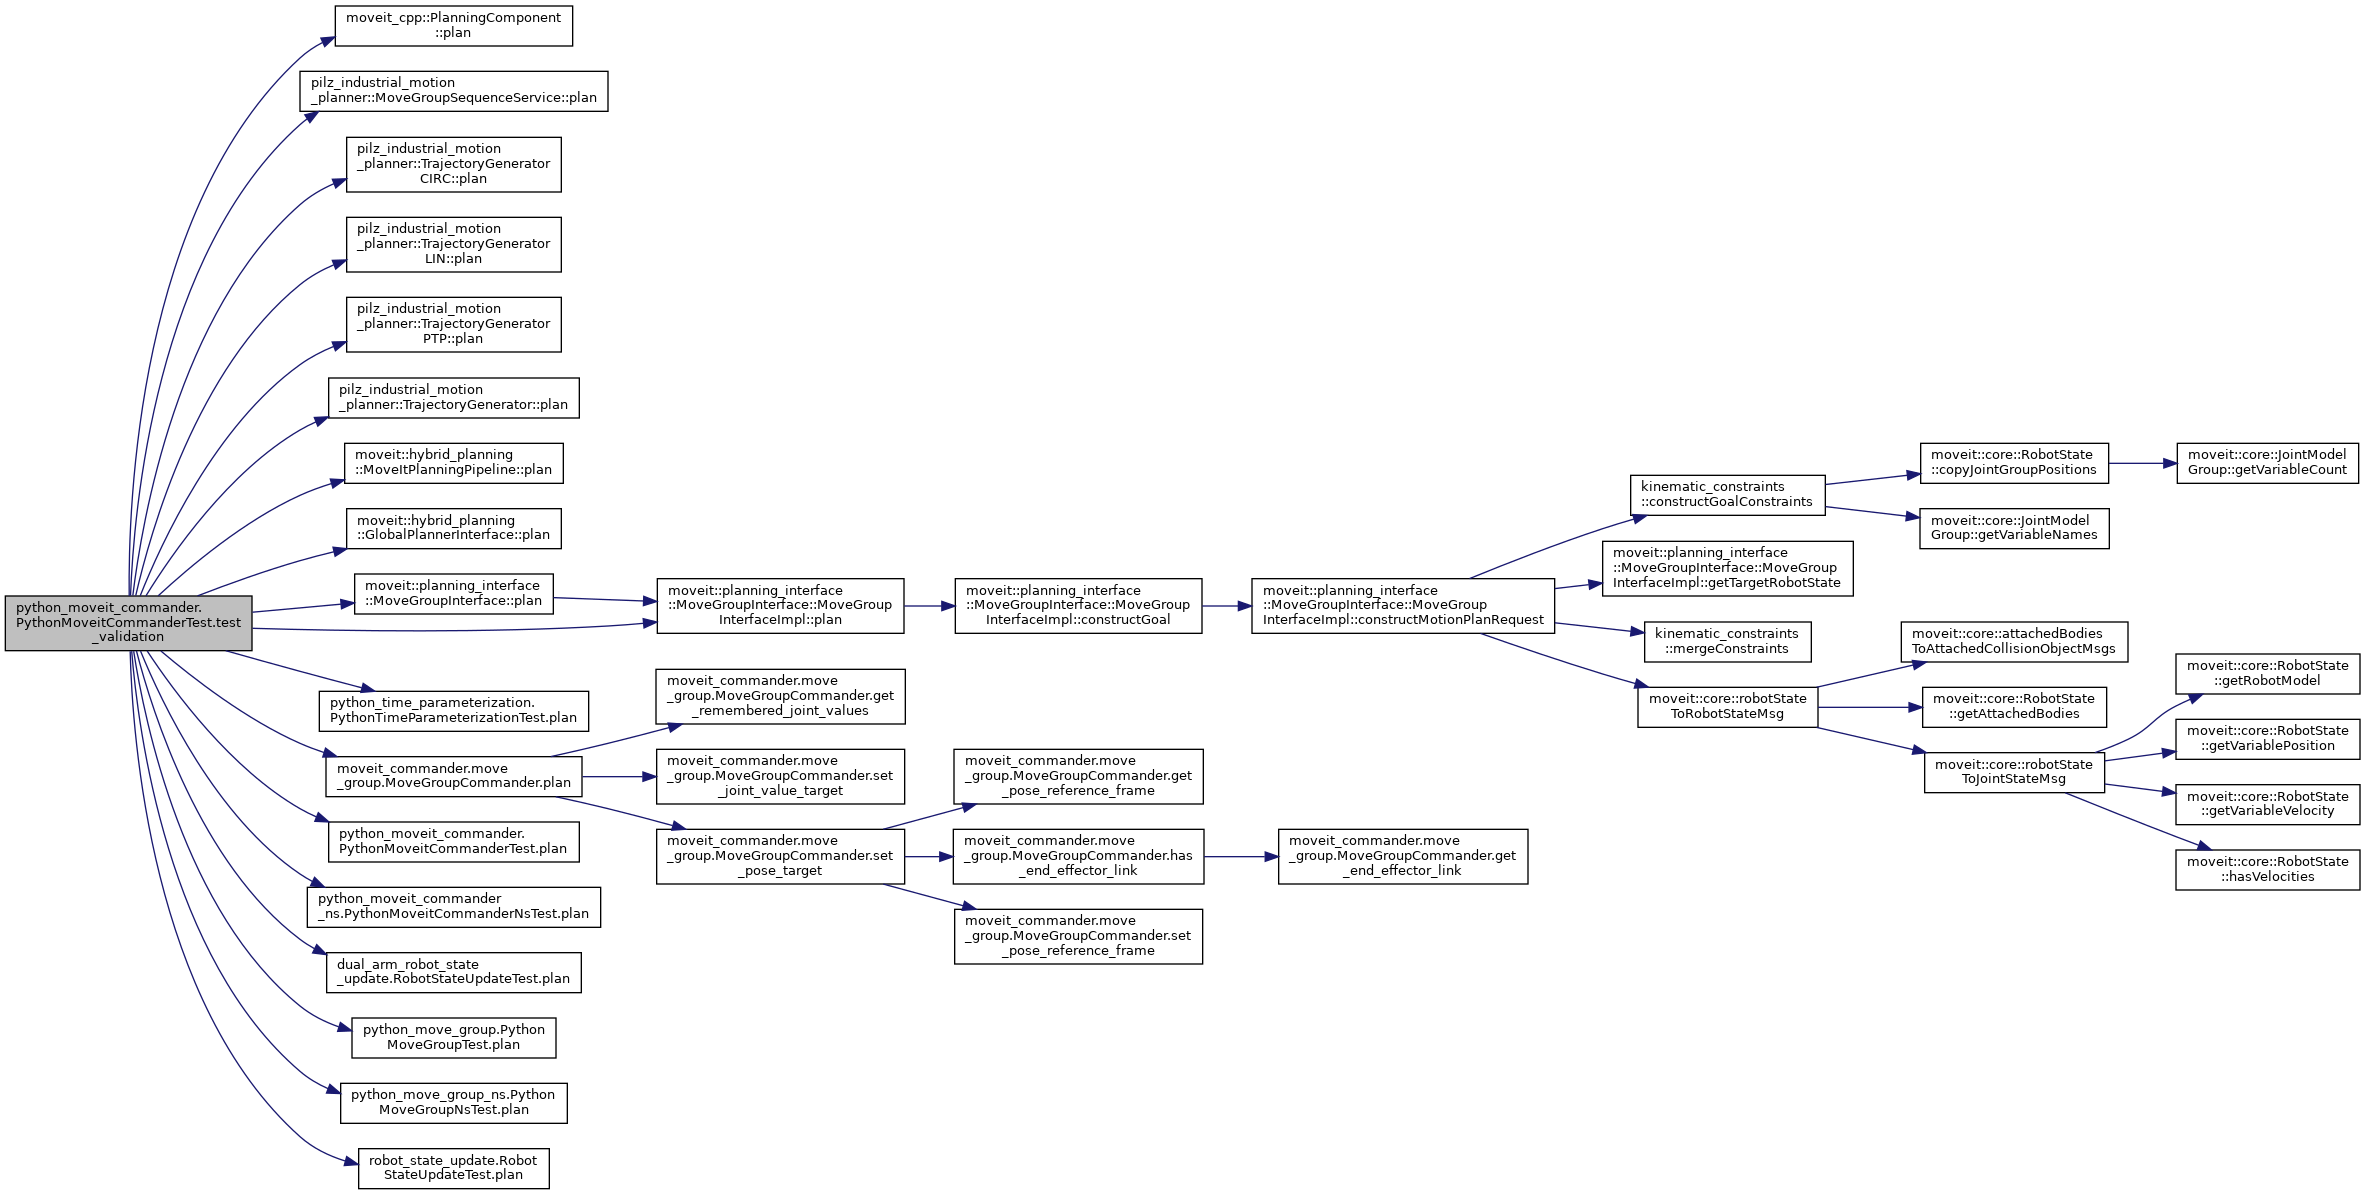 moveit_cpp::PlanningComponent
::plan
pilz_industrial_motion
_planner::MoveGroupSequenceService::plan
pilz_industrial_motion
_planner::TrajectoryGenerator
CIRC::plan
pilz_industrial_motion
_planner::TrajectoryGenerator
LIN::plan
pilz_industrial_motion
_planner::TrajectoryGenerator
PTP::plan
pilz_industrial_motion
_planner::TrajectoryGenerator::plan
moveit::hybrid_planning
::MoveItPlanningPipeline::plan
moveit::hybrid_planning
::GlobalPlannerInterface::plan
moveit::planning_interface
::MoveGroupInterface::plan
python_moveit_commander.
PythonMoveitCommanderTest.test
_validation
python_time_parameterization.
PythonTimeParameterizationTest.plan
moveit_commander.move
_group.MoveGroupCommander.plan
python_moveit_commander.
PythonMoveitCommanderTest.plan
python_moveit_commander
_ns.PythonMoveitCommanderNsTest.plan
dual_arm_robot_state
_update.RobotStateUpdateTest.plan
python_move_group.Python
MoveGroupTest.plan
python_move_group_ns.Python
MoveGroupNsTest.plan
robot_state_update.Robot
StateUpdateTest.plan
moveit::planning_interface
::MoveGroupInterface::MoveGroup
InterfaceImpl::plan
moveit_commander.move
_group.MoveGroupCommander.get
_remembered_joint_values
moveit_commander.move
_group.MoveGroupCommander.set
_joint_value_target
moveit_commander.move
_group.MoveGroupCommander.set
_pose_target
moveit::planning_interface
::MoveGroupInterface::MoveGroup
InterfaceImpl::constructGoal
moveit_commander.move
_group.MoveGroupCommander.get
_pose_reference_frame
moveit_commander.move
_group.MoveGroupCommander.has
_end_effector_link
moveit_commander.move
_group.MoveGroupCommander.set
_pose_reference_frame
moveit::planning_interface
::MoveGroupInterface::MoveGroup
InterfaceImpl::constructMotionPlanRequest
moveit_commander.move
_group.MoveGroupCommander.get
_end_effector_link
kinematic_constraints
::constructGoalConstraints
moveit::planning_interface
::MoveGroupInterface::MoveGroup
InterfaceImpl::getTargetRobotState
kinematic_constraints
::mergeConstraints
moveit::core::robotState
ToRobotStateMsg
moveit::core::RobotState
::copyJointGroupPositions
moveit::core::JointModel
Group::getVariableNames
moveit::core::attachedBodies
ToAttachedCollisionObjectMsgs
moveit::core::RobotState
::getAttachedBodies
moveit::core::robotState
ToJointStateMsg
moveit::core::JointModel
Group::getVariableCount
moveit::core::RobotState
::getRobotModel
moveit::core::RobotState
::getVariablePosition
moveit::core::RobotState
::getVariableVelocity
moveit::core::RobotState
::hasVelocities